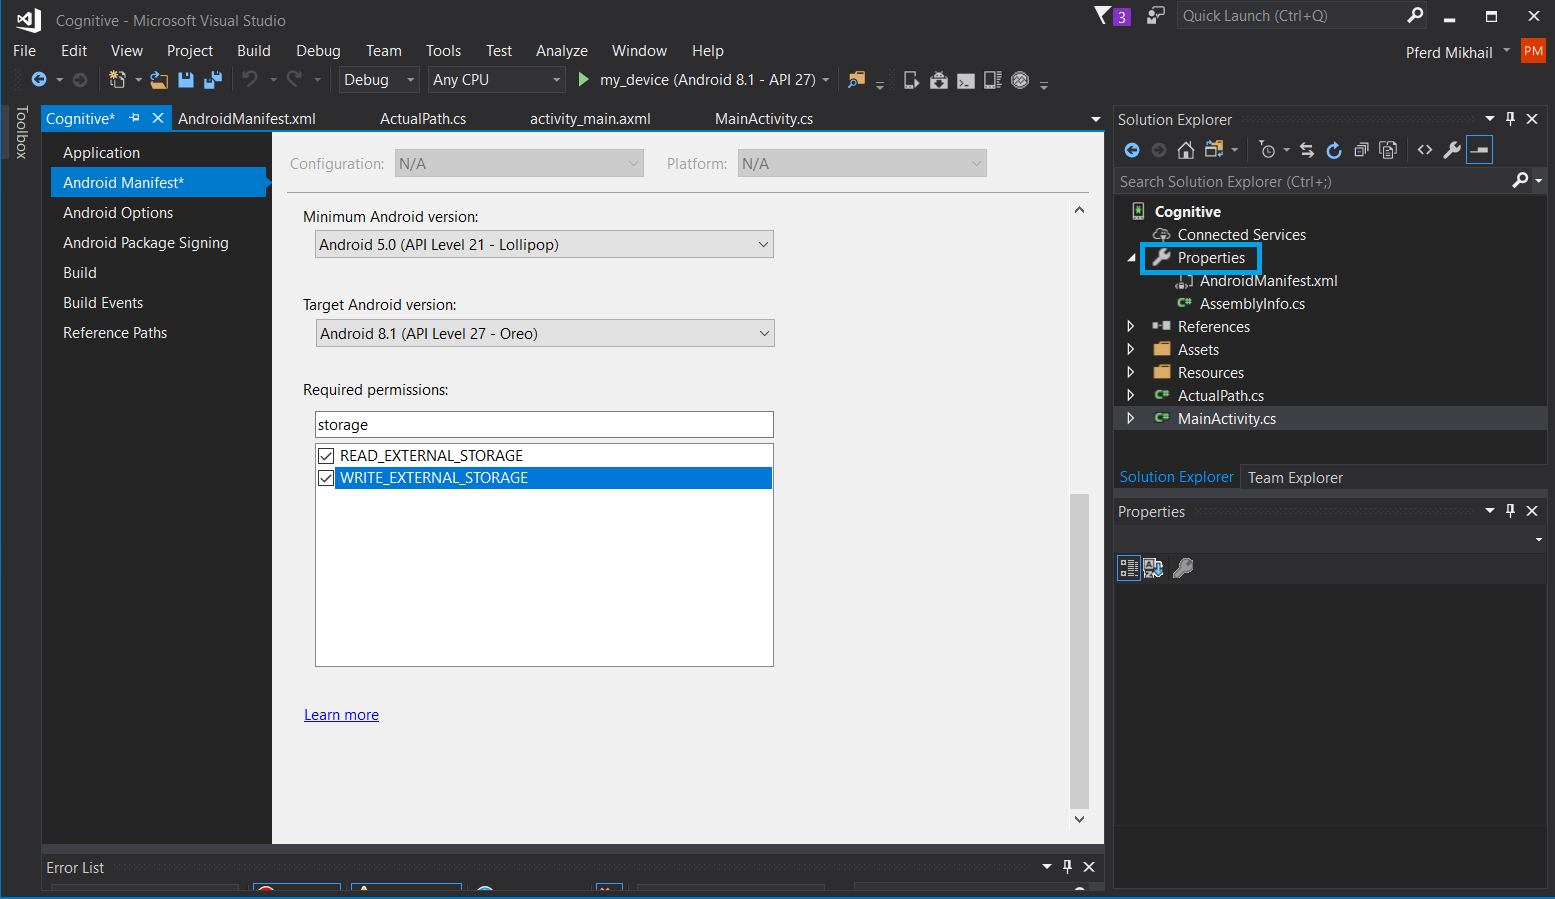 Cognitive - Microsoft Visual Studio
3
Quick Launch (Ctrl+Q)
File Edit View Project Build Debug Team Tools Test Analyze Window Help
Pferd Mikhail PM
Debug Any CPU my_device (Android 8.1 - API 27)
Toolbox
Cognitive* AndroidManifest.xml ActualPath.cs activity_main.axml MainActivity.cs
Application
Android Manifest*
Android Options
Android Package Signing
Build
Build Events
Reference Paths
Configuration: N/A Platform: N/A
Minimum Android version:
Android 5.0 (API Level 21 - Lollipop)
Target Android version:
Android 8.1 (API Level 27 - Oreo)
Required permissions:
storage
READ_EXTERNAL_STORAGE
WRITE_EXTERNAL_STORAGE
Learn more
Error List
Solution Explorer
Search Solution Explorer (Ctrl+;)
Cognitive
Connected Services
Properties
AndroidManifest.xml
C# AssemblyInfo.cs
References
Assets
Resources
C# ActualPath.cs
C# MainActivity.cs
Solution Explorer Team Explorer
Properties